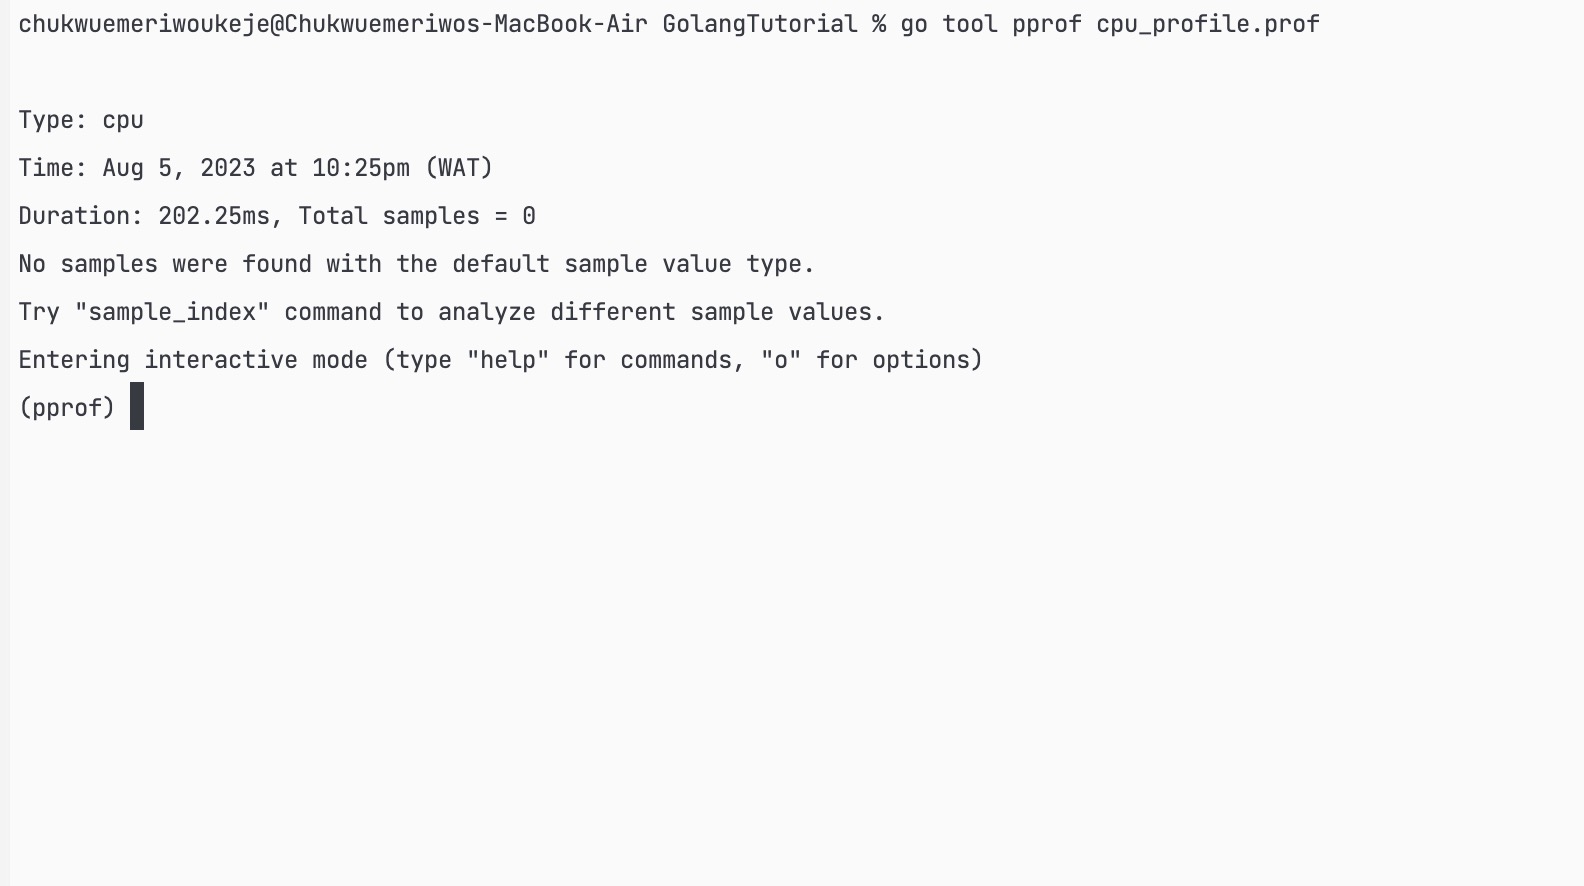 chukwuemeriwoukeje@Chukwuemeriwos-MacBook-Air GolangTutorial % go tool pprof cpu_profile.prof
Type: cpu
Time: Aug 5, 2023 at 10:25pm (WAT)
Duration: 202.25ms, Total samples = 0
No samples were found with the default sample value type.
Try "sample_index" command to analyze different sample values.
Entering interactive mode (type "help" for commands, "o" for options)
(pprof)